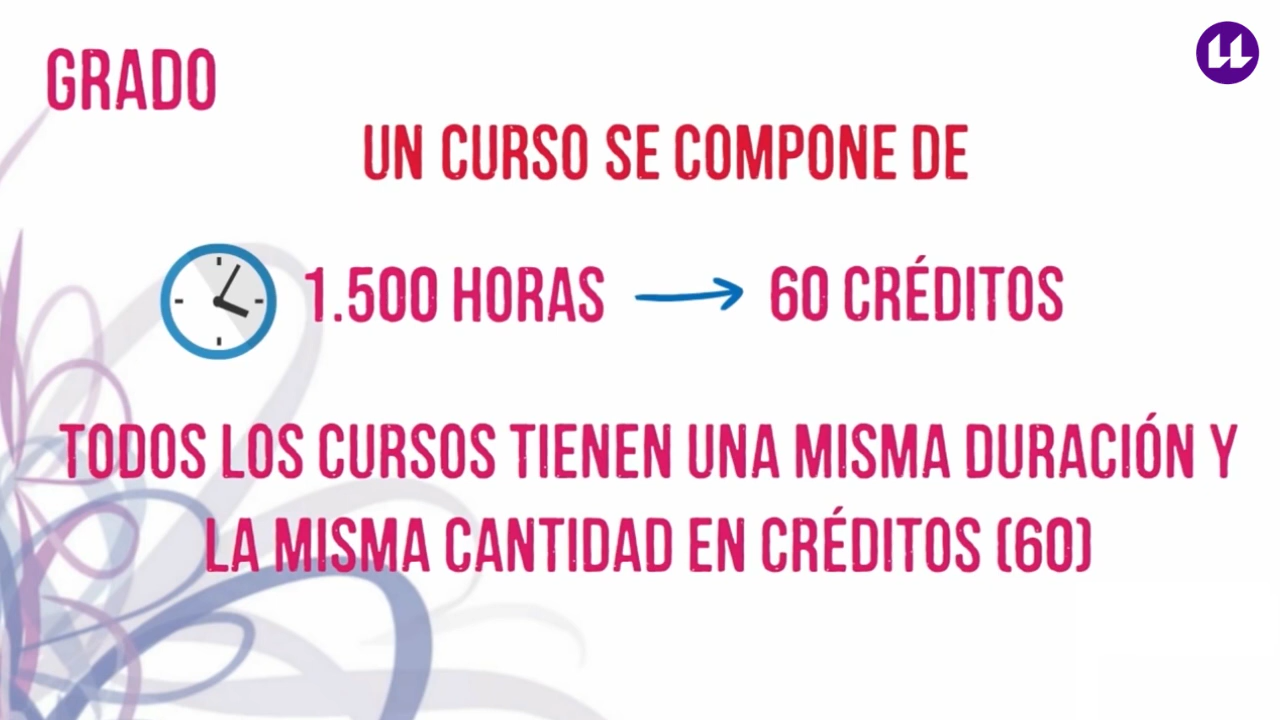 GRADO
UN CURSO SE COMPONE DE
1.500 HORAS 60 CRÉDITOS
TODOS LOS CURSOS TIENEN UNA MISMA DURACIÓN Y
LA MISMA CANTIDAD EN CRÉDITOS (60)